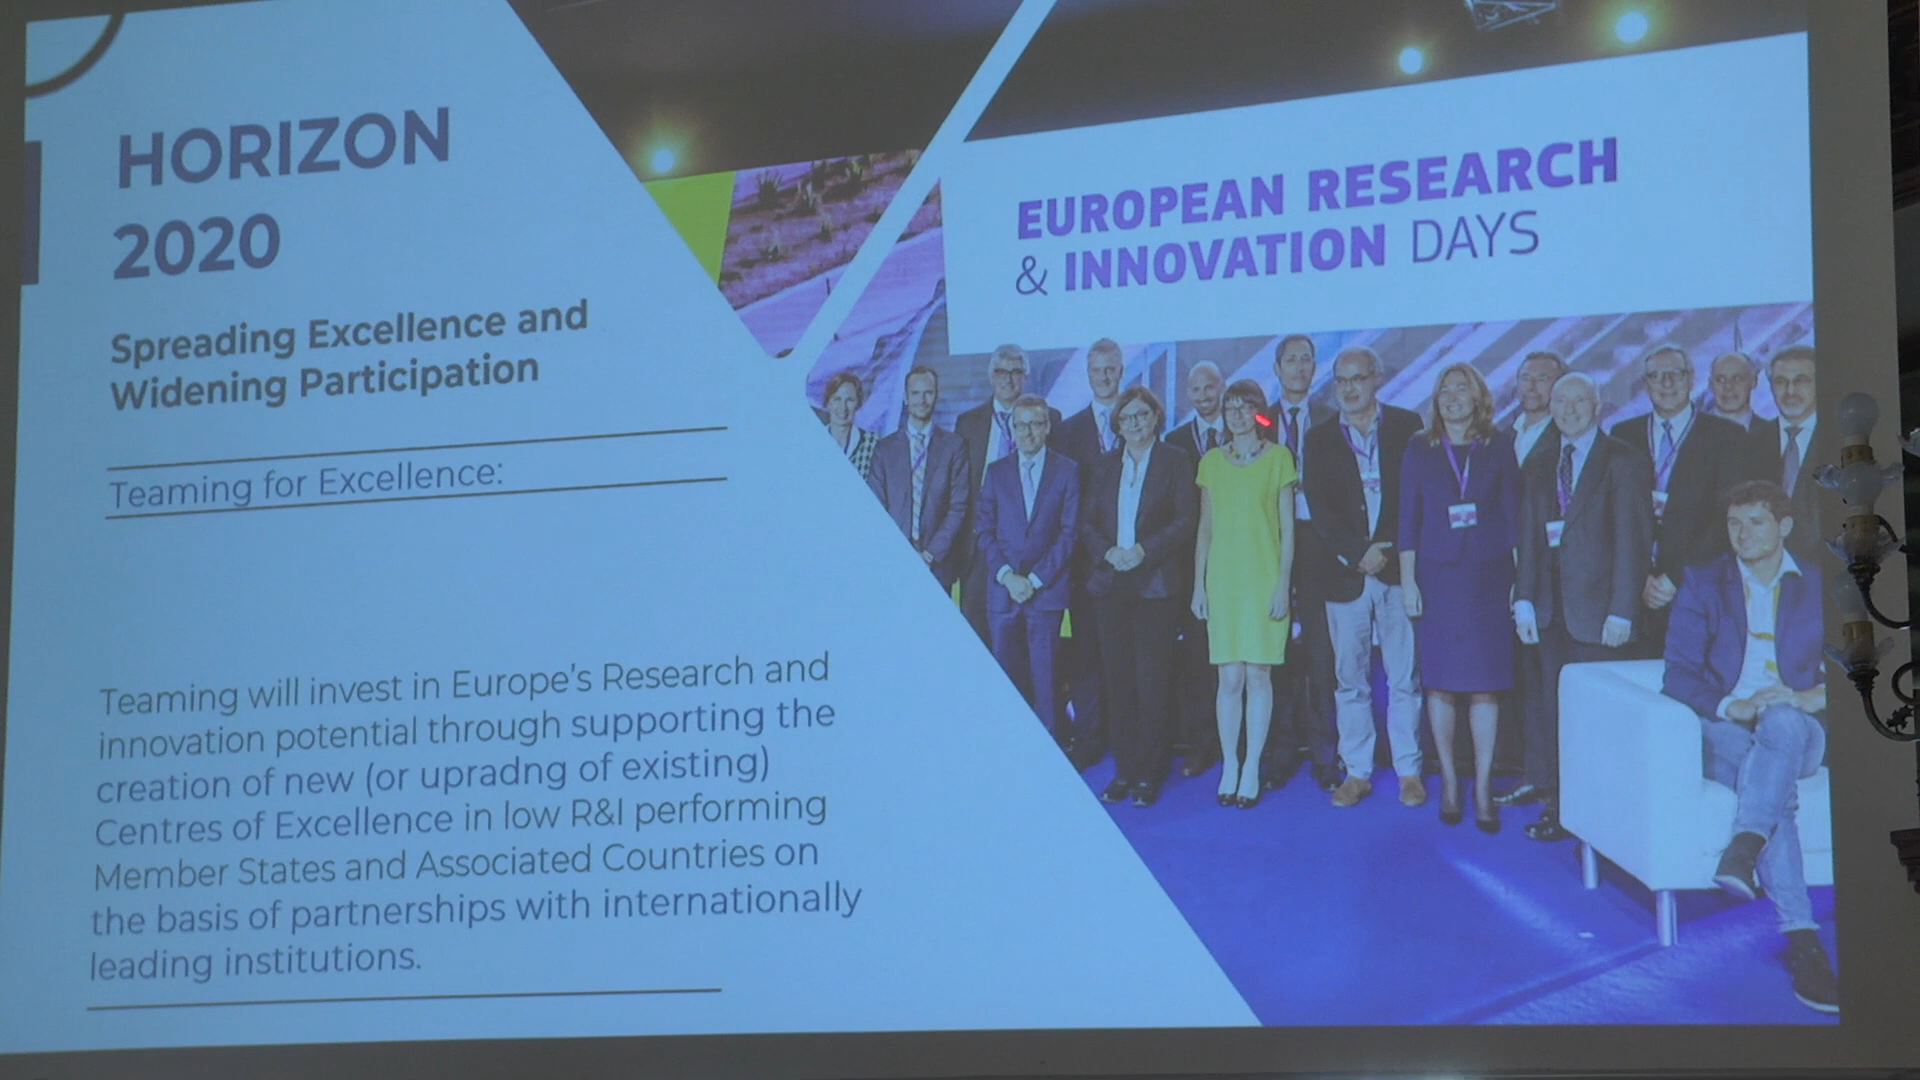 HORIZON
2020
Spreading Excellence and
Widening Participation
Teaming for Excellence:
Teaming will invest in Europe's Research and
innovation potential through supporting the
creation of new (or upradng of existing)
Centres of Excellence in low R&I performing
Member States and Associated Countries on
the basis of partnerships with internationally
leading institutions.
EUROPEAN RESEARCH
& INNOVATION DAYS